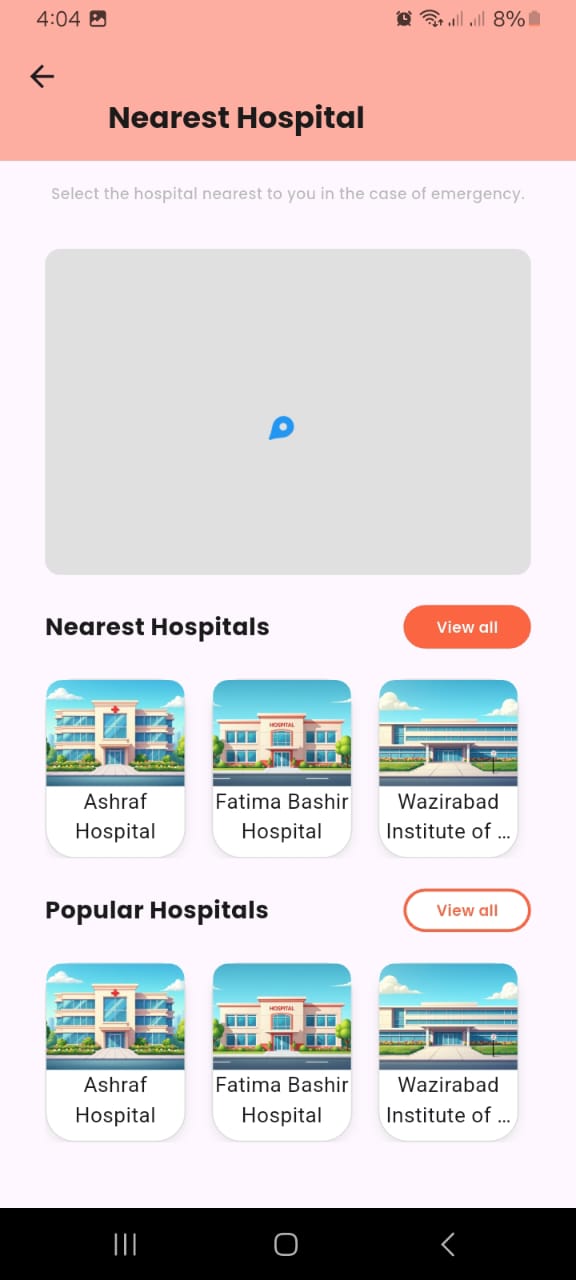 4:04 8%
Nearest Hospital
Select the hospital nearest to you in the case of emergency.
Nearest Hospitals View all
HOSPITAL
Ashraf Fatima Bashir Wazirabad
Hospital Hospital Institute of ...
Popular Hospitals View all
HOSPITAL
Ashraf Fatima Bashir Wazirabad
Hospital Hospital Institute of ...